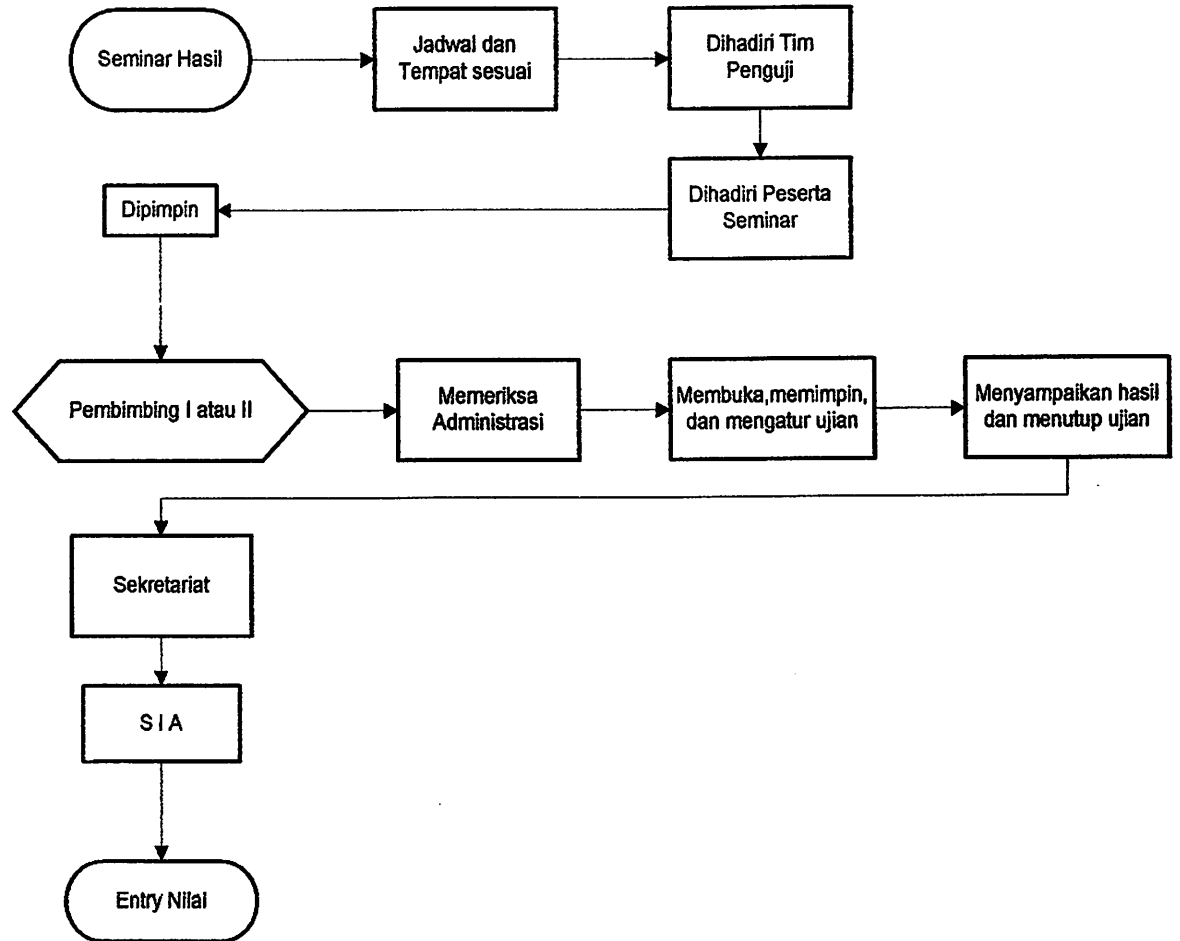 Seminar Hasil
Jadwal dan
Tempat sesuai
Dihadiri Tim
Penguji
Dihadiri Peserta
Seminar
Dipimpin
Pembimbing I atau II
Memeriksa
Administrasi
Membuka,memimpin,
dan mengatur ujian
Menyampaikan hasil
dan menutup ujian
Sekretariat
S I A
Entry Nilai